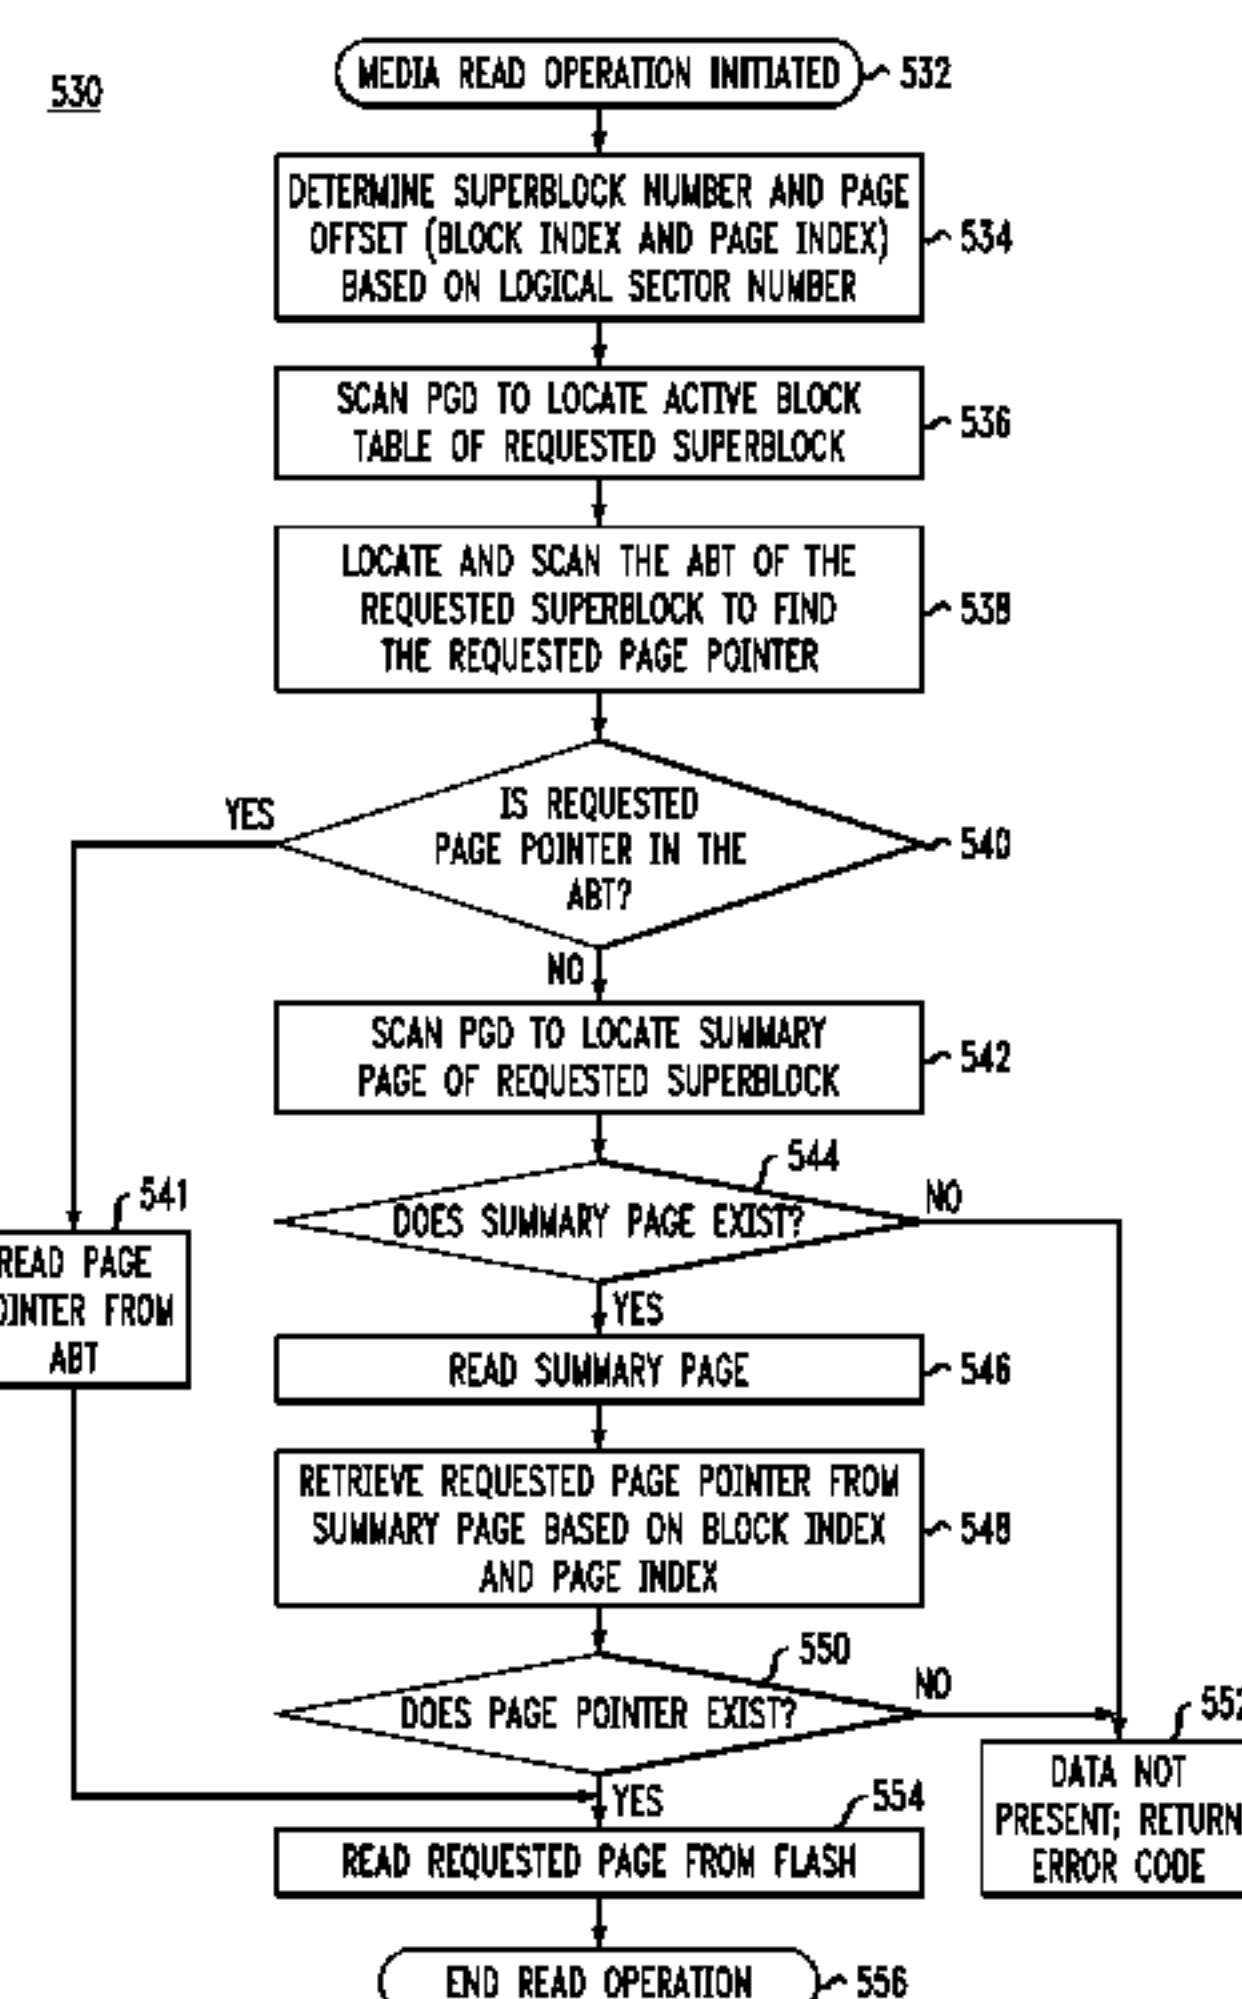 530
MEDIA READ OPERATION INITIATED
532
DETERMINE SUPERBLOCK NUMBER AND PAGE
OFFSET (BLOCK INDEX AND PAGE INDEX)
BASED ON LOGICAL SECTOR NUMBER
534
SCAN PGD TO LOCATE ACTIVE BLOCK
TABLE OF REQUESTED SUPERBLOCK
536
LOCATE AND SCAN THE ABT OF THE
REQUESTED SUPERBLOCK TO FIND
THE REQUESTED PAGE POINTER
538
YES
IS REQUESTED
PAGE POINTER IN THE
ABT?
540
NO
SCAN PGD TO LOCATE SUMMARY
PAGE OF REQUESTED SUPERBLOCK
542
544
541
DOES SUMMARY PAGE EXIST?
NO
READ PAGE
OINTER FROM
ABT
YES
READ SUMMARY PAGE
546
RETRIEVE REQUESTED PAGE POINTER FROM
SUMMARY PAGE BASED ON BLOCK INDEX
AND PAGE INDEX
548
550
DOES PAGE POINTER EXIST?
NO
552
DATA NOT
PRESENT; RETURN
ERROR CODE
YES
554
READ REQUESTED PAGE FROM FLASH
END READ OPERATION
556